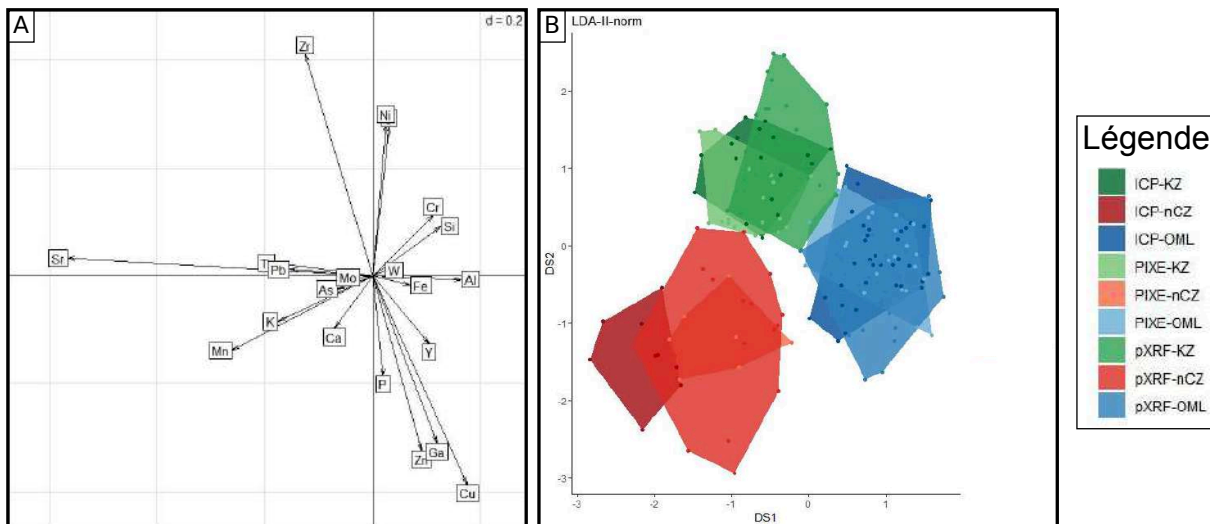 A
d = 0.2
Zr
Ni
Cr
Si
Sr
Pb
Mo
W
Al
As
Fe
K
Ca
Mn
Y
P
Ga
Zn
Cu
B
LDA-II-norm
2
1
0
-1
-2
-3
DS2
-3 -2 -1 0 1
DS1
Légende
ICP-KZ
ICP-nCZ
ICP-OML
PIXE-KZ
PIXE-nCZ
PIXE-OML
pXRF-KZ
pXRF-nCZ
pXRF-OML